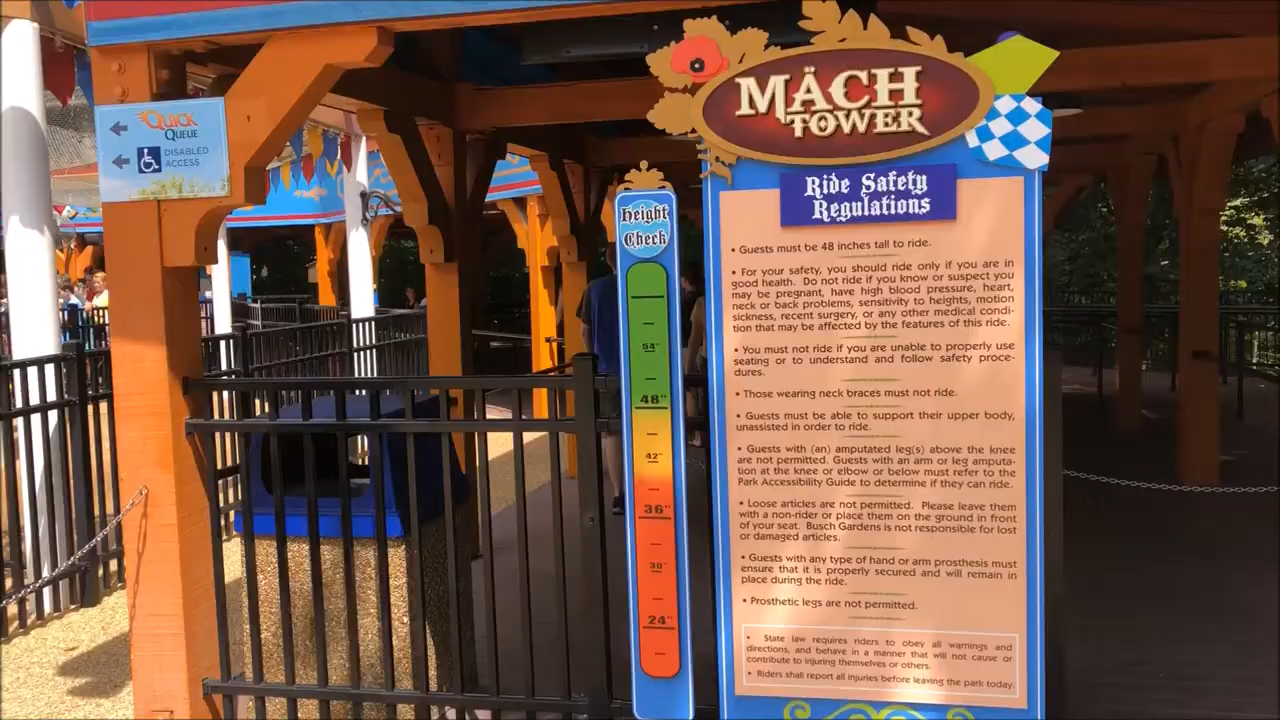 QUICK
QUEUE
DISABLED
ACCESS
MÄCH
TOWER
Ride Safety
Regulations
Height
Check
54"
48"
42"
36"
30"
24"
• Guests must be 48 inches tall to ride.
• For your safety, you should ride only if you are in
good health. Do not ride if you know or suspect you
may be pregnant, have high blood pressure, heart,
neck or back problems, sensitivity to heights, motion
sickness, recent surgery, or any other medical condi-
tion that may be affected by the features of this ride.
• You must not ride if you are unable to properly use
seating or to understand and follow safety proce-
dures.
• Those wearing neck braces must not ride.
• Guests must be able to support their upper body,
unassisted in order to ride.
• Guests with (an) amputated leg(s) above the knee
are not permitted. Guests with an arm or leg amputa-
tion at the knee or elbow or below must refer to the
Park Accessibility Guide to determine if they can ride.
• Loose articles are not permitted. Please leave them
with a non-rider or place them on the ground in front
of your seat. Busch Gardens is not responsible for lost
or damaged articles.
• Guests with any type of hand or arm prosthesis must
ensure that it is properly secured and will remain in
place during the ride.
• Prosthetic legs are not permitted.
• State law requires riders to obey all warnings and
directions, and behave in a manner that will not cause or
contribute to injuring themselves or others.
• Riders shall report all injuries before leaving the park today.